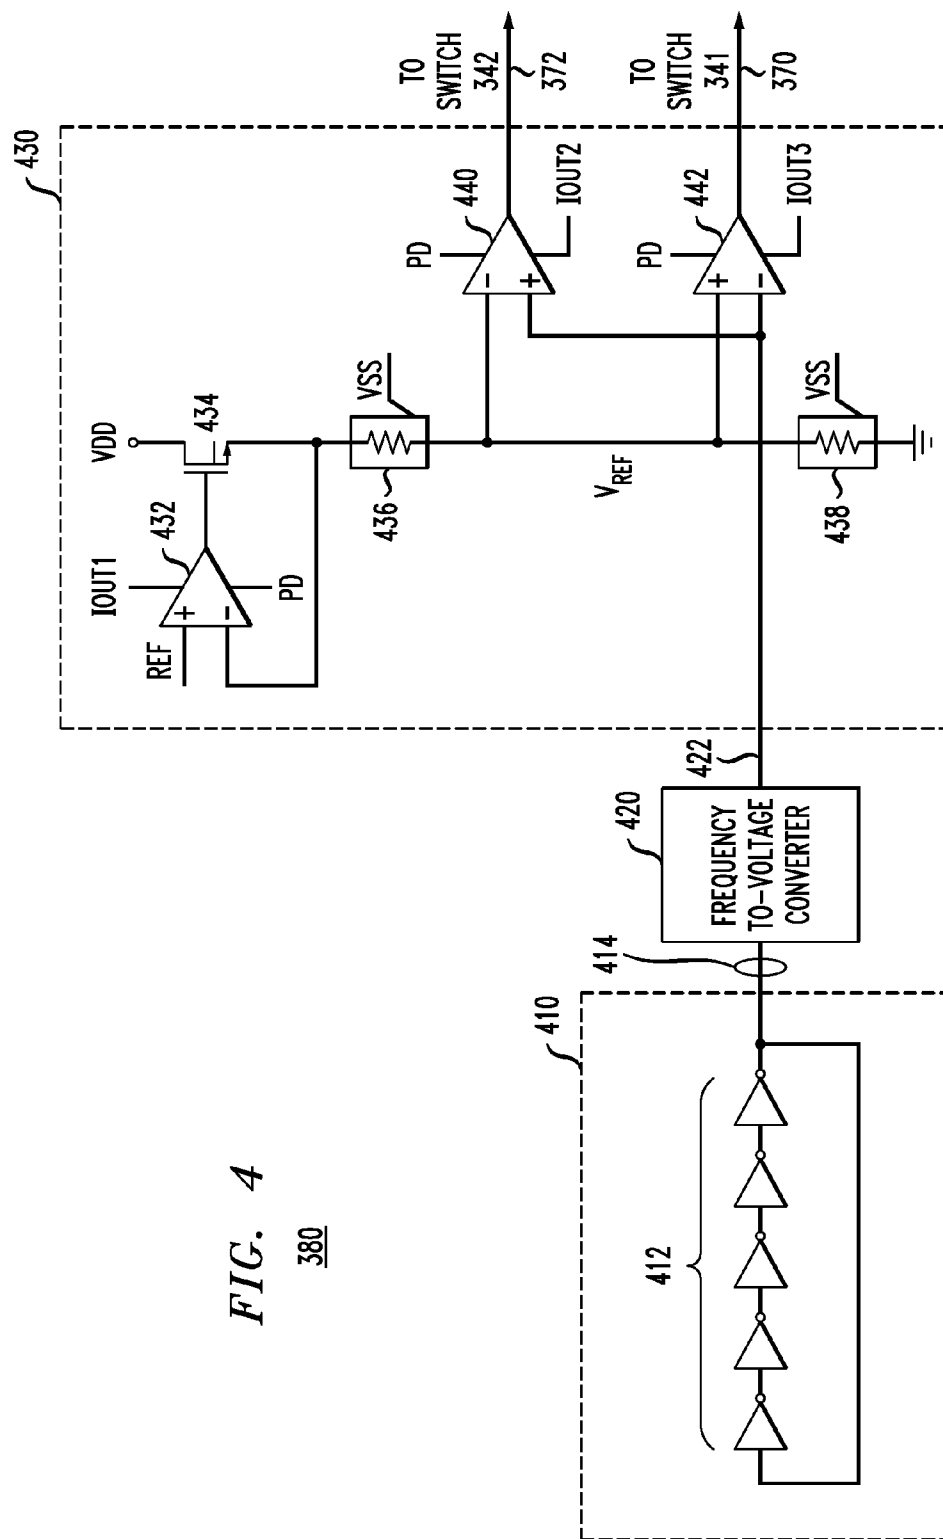 FIG. 4
380
410
412
414
420
FREQUENCY
TO-VOLTAGE
CONVERTER
422
430
REF
IOUT1
+
-
432
PD
VDD
434
436
VSS
VREF
438
VSS
PD
440
-
+
IOUT2
TO
SWITCH
342
372
PD
442
+
-
IOUT3
TO
SWITCH
341
370